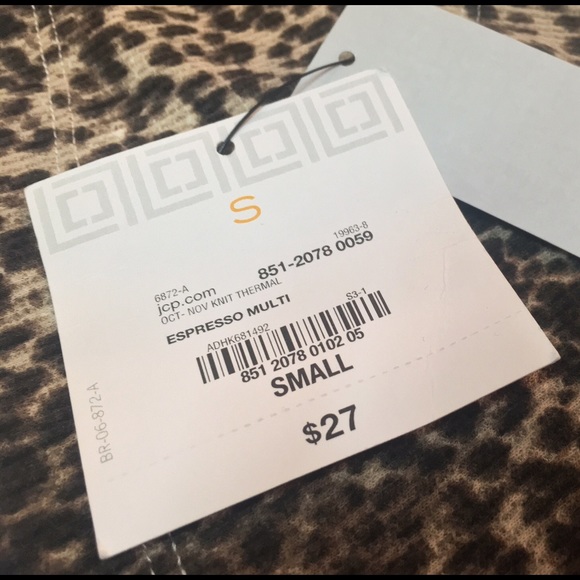 S
19963-8
6872-A
851-2078 0059
jcp.com
OCT- NOV KNIT THERMAL
ESPRESSO MULTI
S3-1
ADHK681492
851 2078 0102 05
SMALL
$27
BR-06-872-A